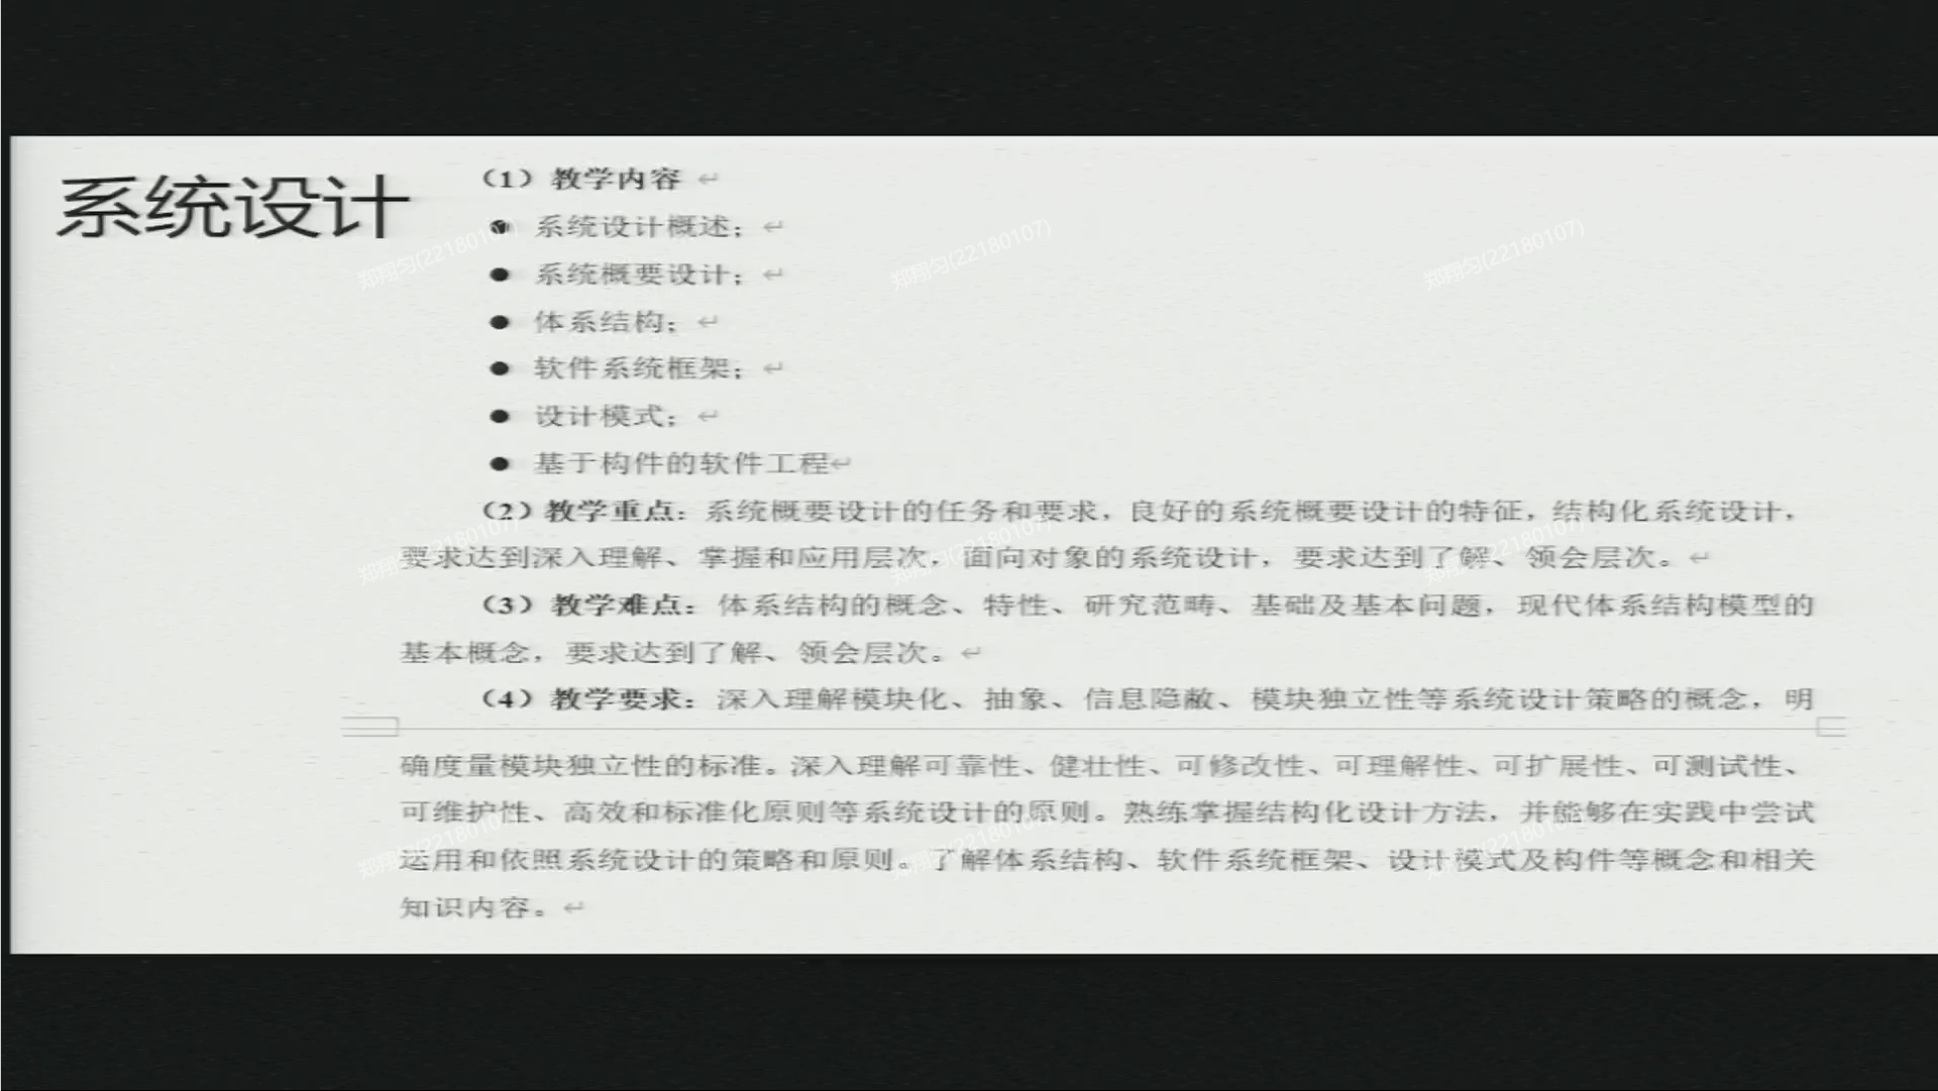 系统设计
（1）教学内容
● 系统设计概述；
● 系统概要设计；
● 体系结构；
● 软件系统框架；
● 设计模式；
● 基于构件的软件工程
（2）教学重点：系统概要设计的任务和要求，良好的系统概要设计的特征，结构化系统设计，
要求达到深入理解、掌握和应用层次，面向对象的系统设计，要求达到了解、领会层次。
（3）教学难点：体系结构的概念、特性、研究范畴、基础及基本问题，现代体系结构模型的
基本概念，要求达到了解、领会层次。
（4）教学要求：深入理解模块化、抽象、信息隐蔽、模块独立性等系统设计策略的概念，明
确度量模块独立性的标准。深入理解可靠性、健壮性、可修改性、可理解性、可扩展性、可测试性、
可维护性、高效和标准化原则等系统设计的原则。熟练掌握结构化设计方法，并能够在实践中尝试
运用和依照系统设计的策略和原则。了解体系结构、软件系统框架、设计模式及构件等概念和相关
知识内容。
郑翔匀(22180107)
郑翔匀(22180107)
郑翔匀(22180107)